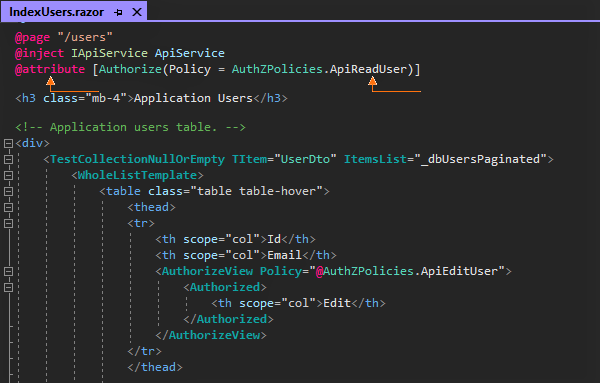 IndexUsers.razor
@page "/users"
@inject IApiService ApiService
@attribute [Authorize(Policy = AuthZPolicies.ApiReadUser)]
<h3 class="mb-4">Application Users</h3>
<!-- Application users table. -->
<div>
<TestCollectionNullOrEmpty TItem="UserDto" ItemsList="_dbUsersPaginated">
<WholeListTemplate>
<table class="table table-hover">
<thead>
<tr>
<th scope="col">Id</th>
<th scope="col">Email</th>
<AuthorizeView Policy="@AuthZPolicies.ApiEditUser">
<Authorized>
<th scope="col">Edit</th>
</Authorized>
</AuthorizeView>
</tr>
</thead>